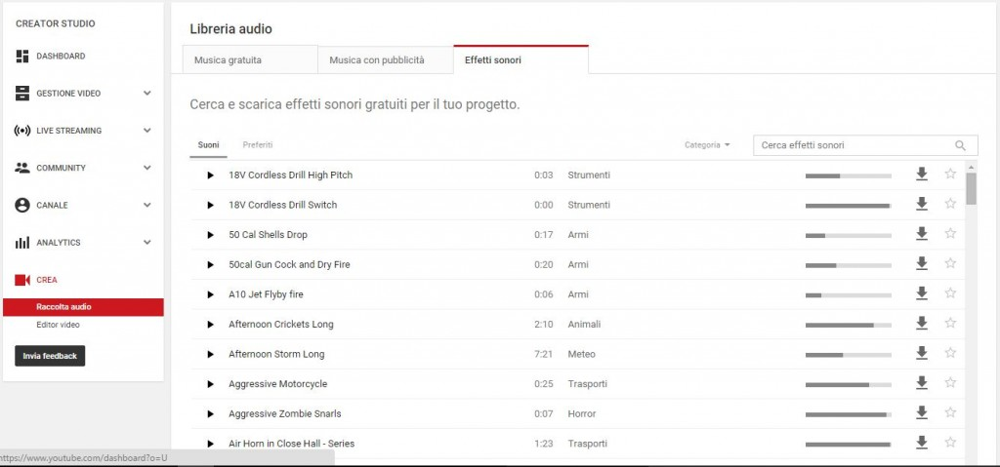 CREATOR STUDIO
DASHBOARD
GESTIONE VIDEO
LIVE STREAMING
COMMUNITY
CANALE
ANALYTICS
CREA
Raccolta audio
Editor video
Invia feedback
Libreria audio
Musica gratuita Musica con pubblicità Effetti sonori
Cerca e scarica effetti sonori gratuiti per il tuo progetto.
Suoni Preferiti Categoria Cerca effetti sonori
18V Cordless Drill High Pitch 0:03 Strumenti
18V Cordless Drill Switch 0:00 Strumenti
50 Cal Shells Drop 0:17 Armi
50cal Gun Cock and Dry Fire 0:20 Armi
A10 Jet Flyby fire 0:06 Armi
Afternoon Crickets Long 2:10 Animali
Afternoon Storm Long 7:21 Meteo
Aggressive Motorcycle 0:25 Trasporti
Aggressive Zombie Snarls 0:07 Horror
Air Horn in Close Hall - Series 1:23 Trasporti
https://www.youtube.com/dashboard?o=U